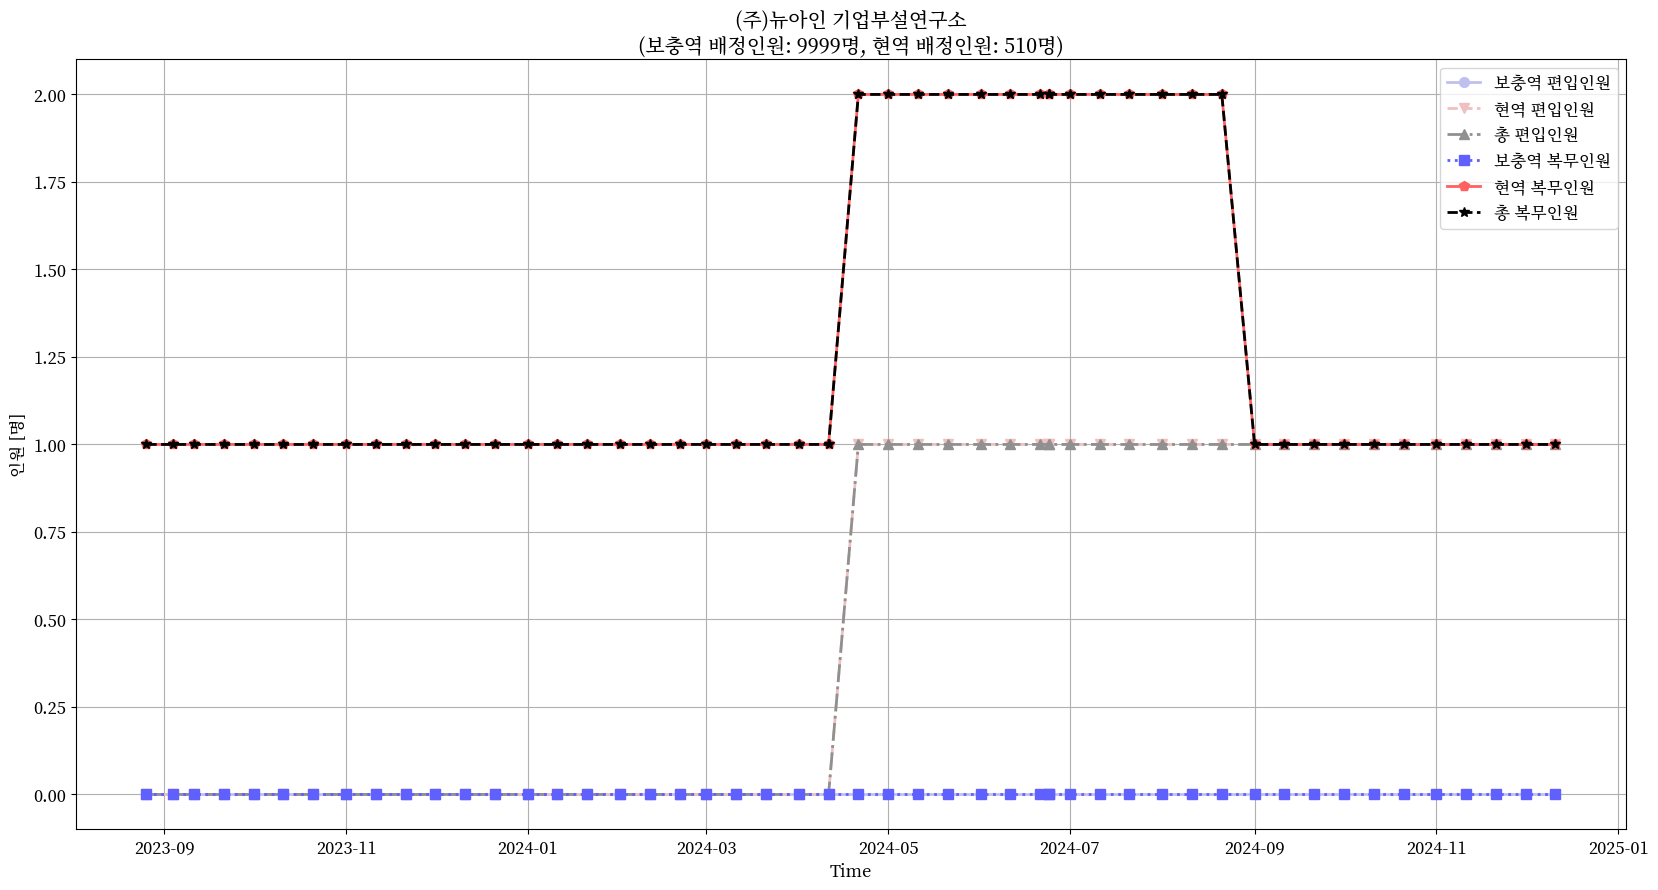 (주)뉴아인 기업부설연구소
(보충역 배정인원: 9999명, 현역 배정인원: 510명)
보충역 편입인원
현역 편입인원
총 편입인원
보충역 복무인원
현역 복무인원
총 복무인원
인원 [명]
2.00
1.75
1.50
1.25
1.00
0.75
0.50
0.25
0.00
2023-09
2023-11
2024-01
2024-03
2024-05
2024-07
2024-09
2024-11
2025-01
Time